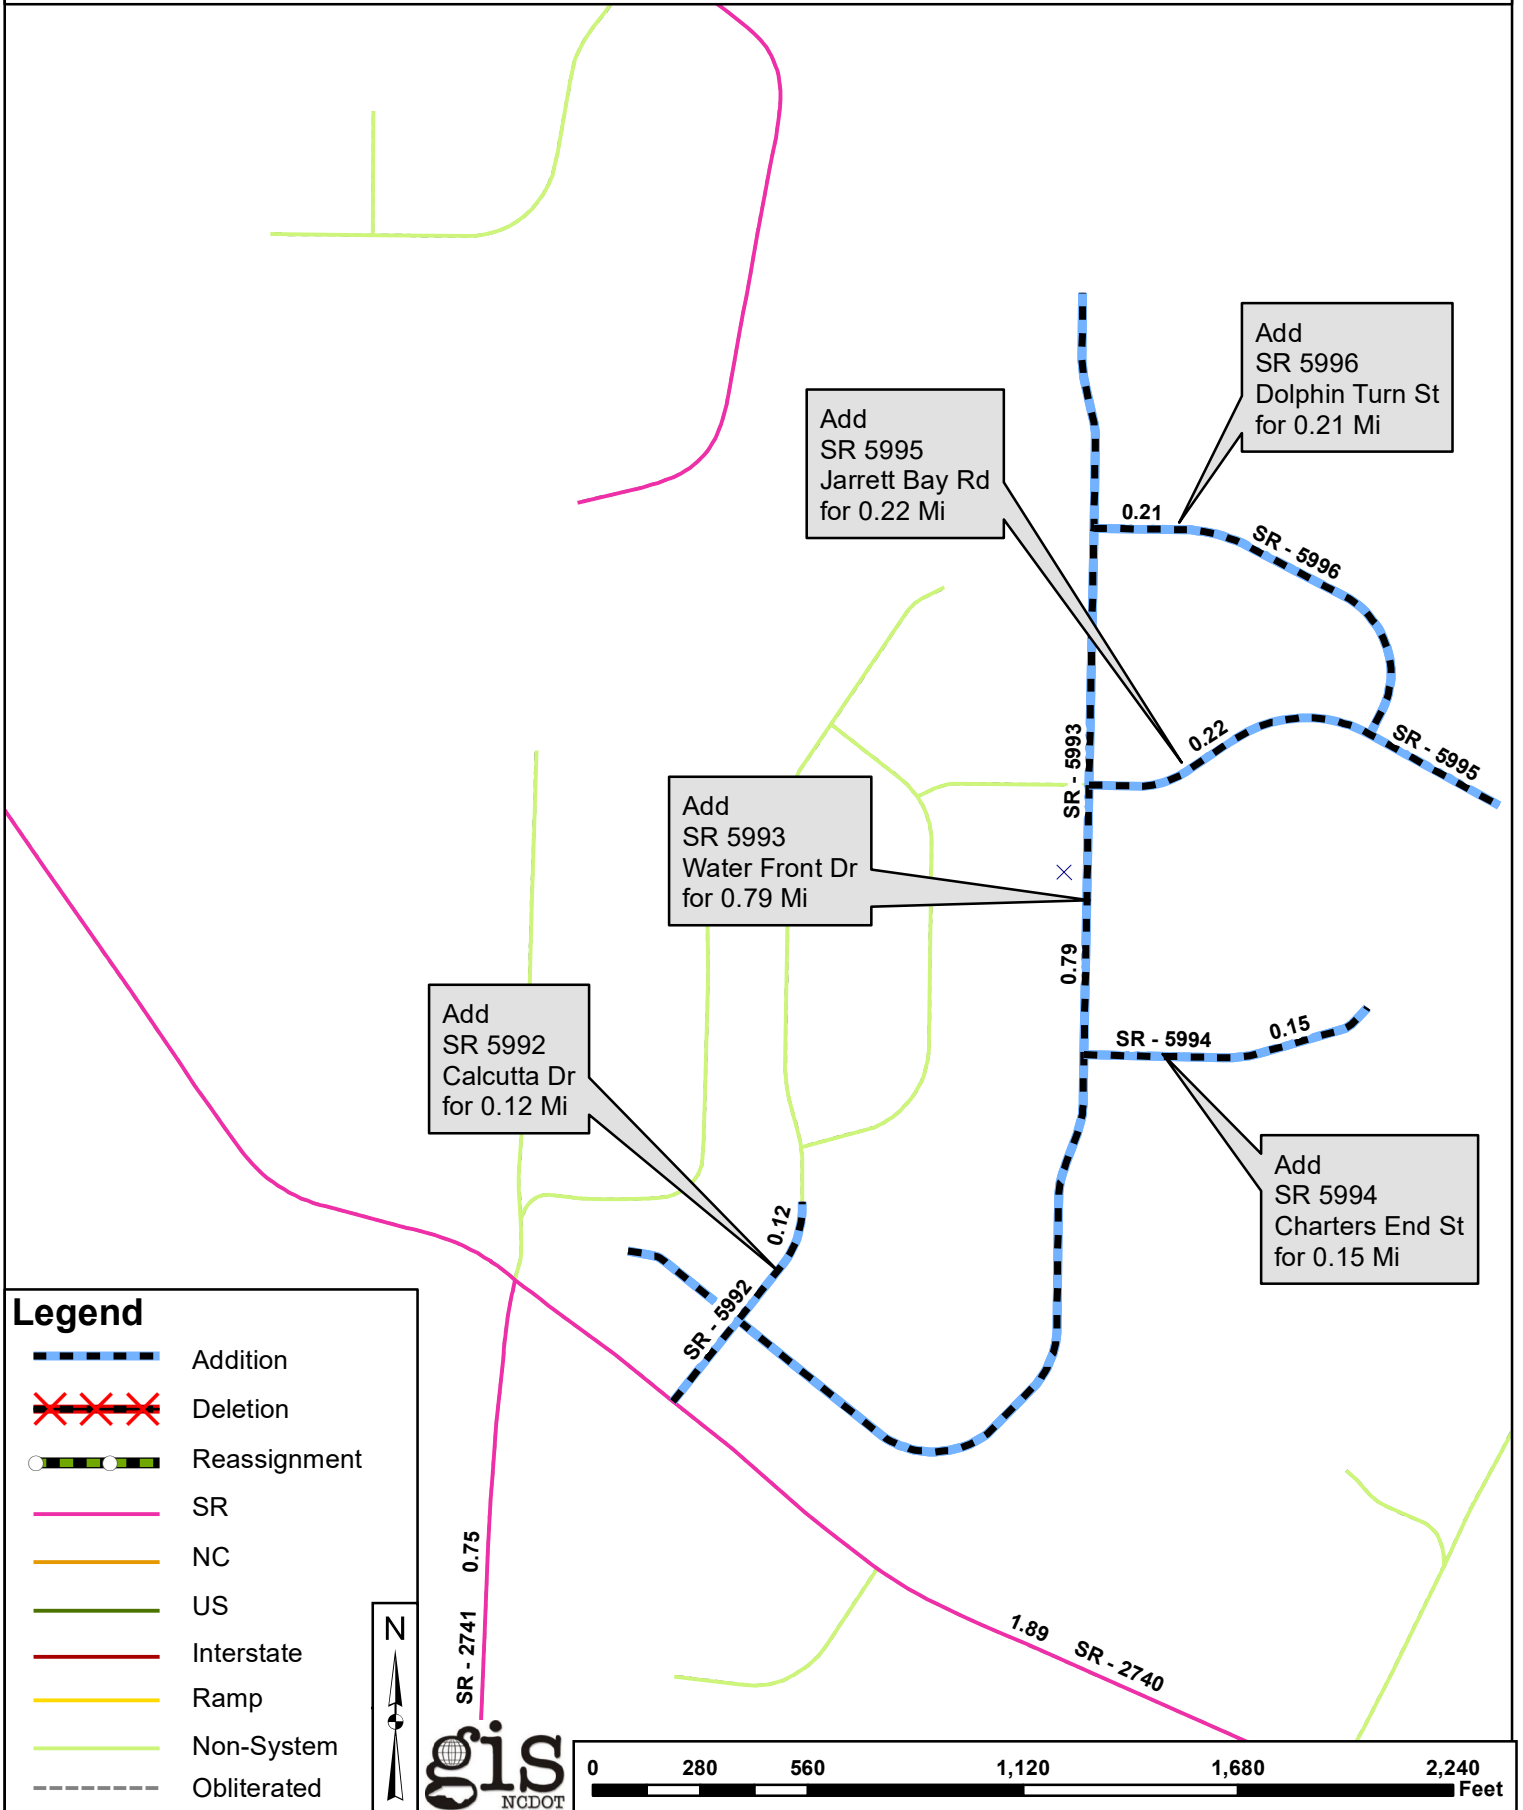 Add
SR 5996
Dolphin Turn St
for 0.21 Mi
Add
SR 5995
Jarrett Bay Rd
for 0.22 Mi
0.21
SR - 5996
0.22
SR - 5995
SR - 5993
Add
SR 5993
Water Front Dr
for 0.79 Mi
0.79
Add
SR 5992
Calcutta Dr
for 0.12 Mi
SR - 5994
0.15
Add
SR 5994
Charters End St
for 0.15 Mi
0.12
SR - 5992
Legend
Addition
Deletion
Reassignment
SR
NC
US
Interstate
Ramp
Non-System
Obliterated
N
0.75
SR - 2741
1.89
SR - 2740
gis
NCDOT
0 280 560 1,120 1,680 2,240
Feet